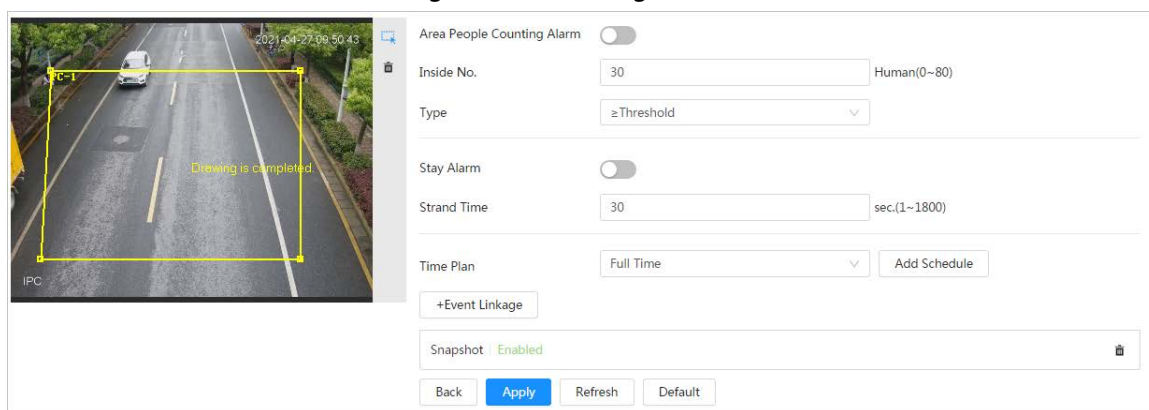 2021-04-27 09:50:43
PC-1
Drawing is completed.
IPC
Area People Counting Alarm
Inside No. 30 Human(0~80)
Type ≥Threshold
Stay Alarm
Strand Time 30 sec.(1~1800)
Time Plan Full Time Add Schedule
+Event Linkage
Snapshot Enabled
Back Apply Refresh Default